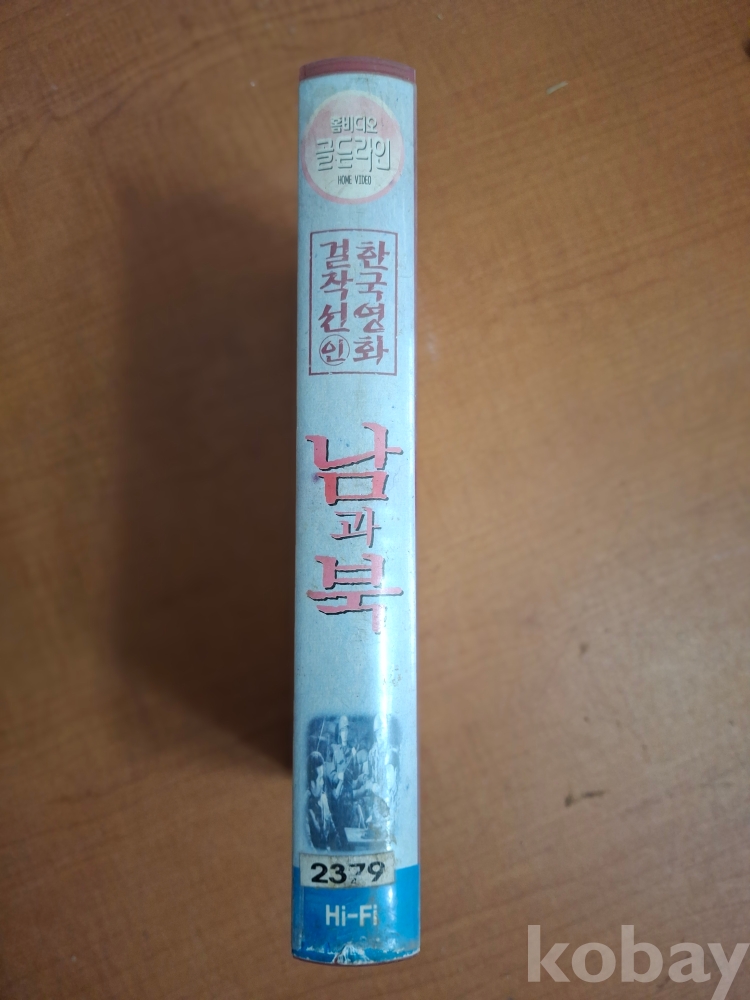 홈비디오
골드라인
HOME VIDEO
한국영화
걸작선
인
남
과
북
2379
Hi-Fi
kobay